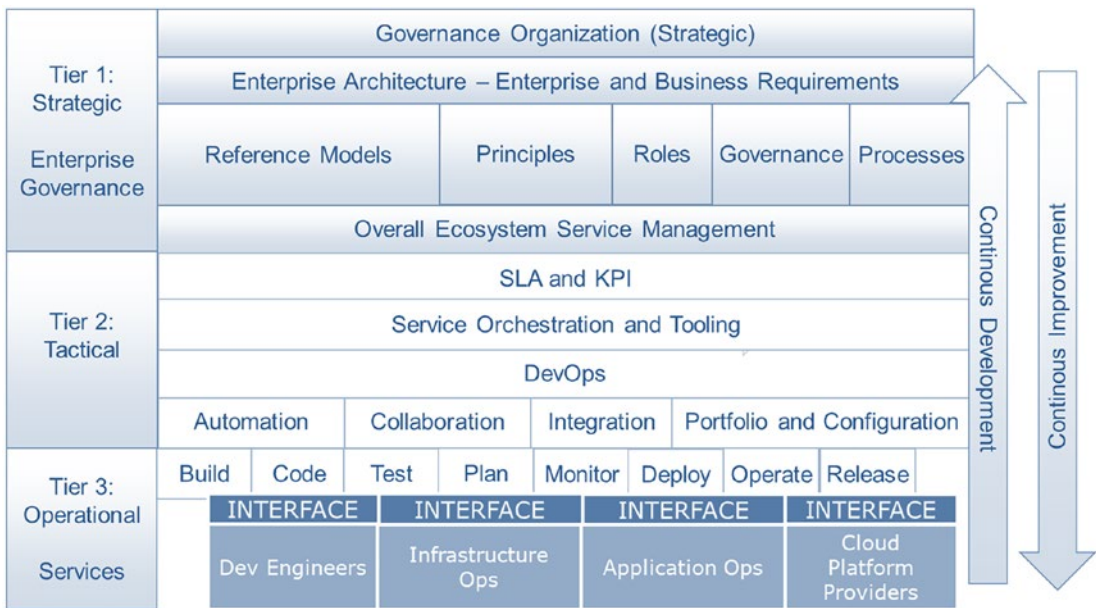 Tier 1:
Strategic
Enterprise
Governance
Governance Organization (Strategic)
Enterprise Architecture – Enterprise and Business Requirements
Reference Models
Principles
Roles
Governance
Processes
Overall Ecosystem Service Management
Tier 2:
Tactical
SLA and KPI
Service Orchestration and Tooling
DevOps
Automation
Collaboration
Integration
Portfolio and Configuration
Tier 3:
Operational
Services
Build
Code
Test
Plan
Monitor
Deploy
Operate
Release
INTERFACE
INTERFACE
INTERFACE
INTERFACE
Dev Engineers
Infrastructure
Ops
Application Ops
Cloud
Platform
Providers
Continous Development
Continous Improvement